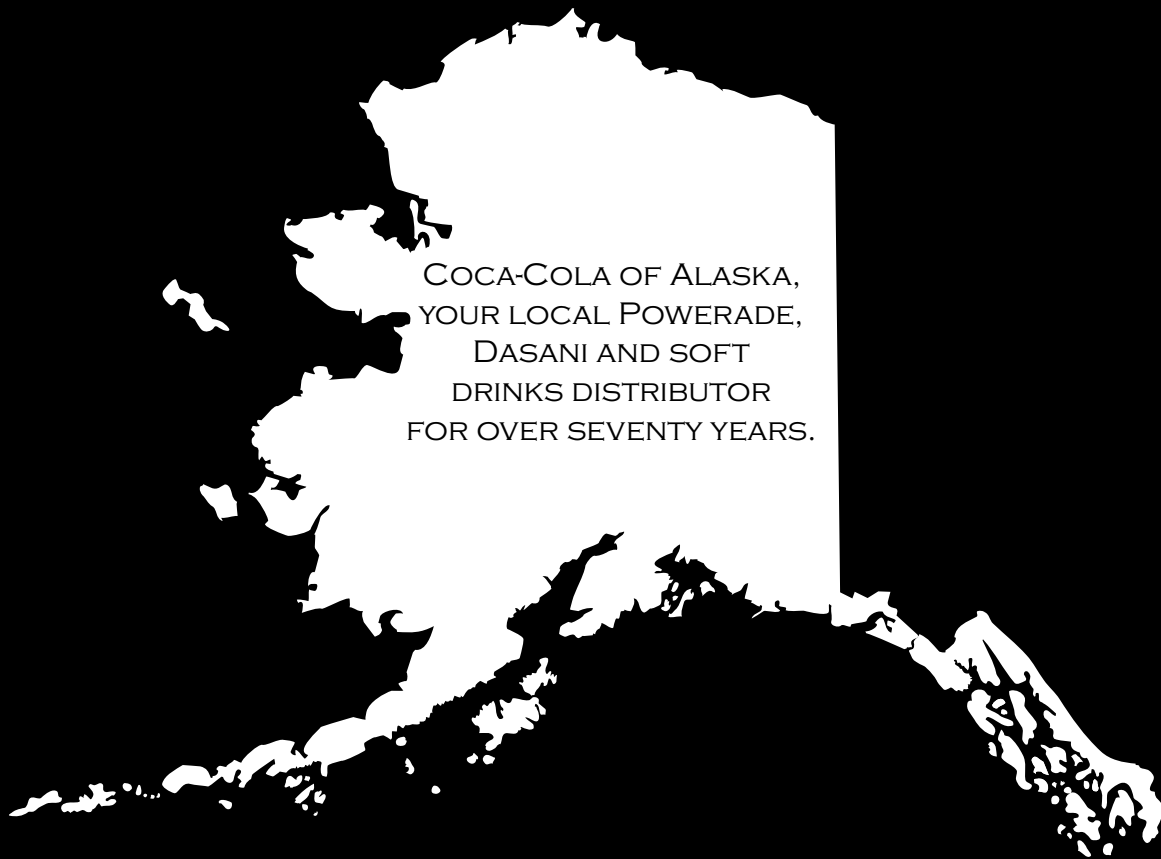 Coca-Cola of Alaska,
your local Powerade,
Dasani and soft
drinks distributor
for over seventy years.